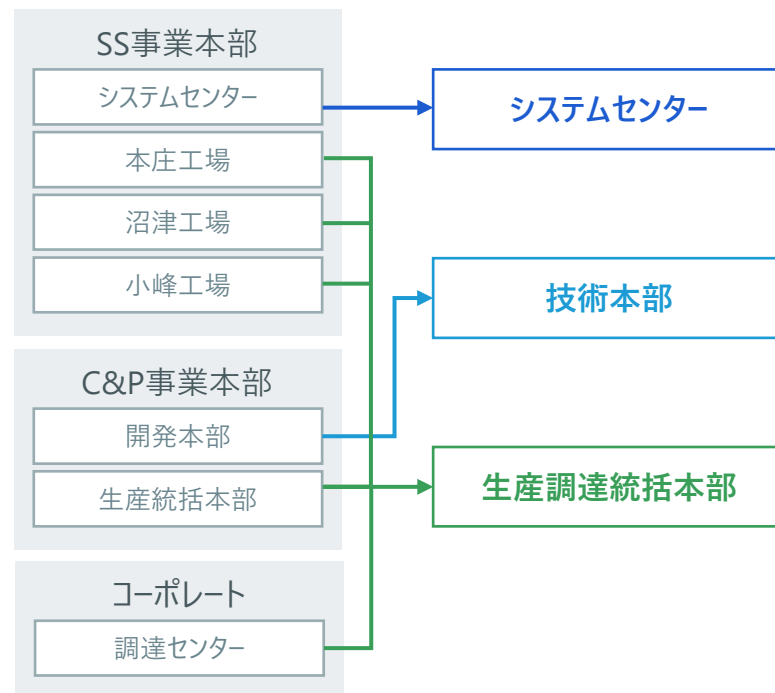 SS事業本部
システムセンター
本庄工場
沼津工場
小峰工場
C&P事業本部
開発本部
生産統括本部
コーポレート
調達センター
システムセンター
技術本部
生産調達統括本部